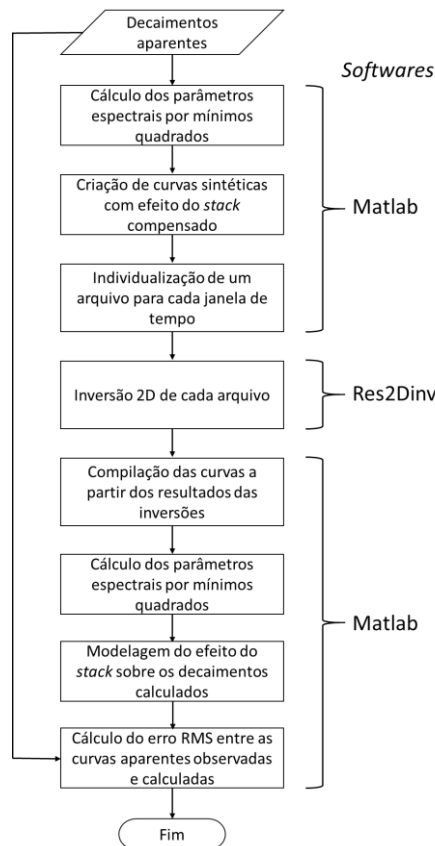 Decaimentos
aparentes
Softwares
Cálculo dos parâmetros
espectrais por mínimos
quadrados
Criação de curvas sintéticas
com efeito do stack
compensado
Matlab
Individualização de um
arquivo para cada janela de
tempo
Inversão 2D de cada arquivo
Res2Dinv
Compilação das curvas a
partir dos resultados das
inversões
Cálculo dos parâmetros
espectrais por mínimos
quadrados
Matlab
Modelagem do efeito do
stack sobre os decaimentos
calculados
Cálculo do erro RMS entre as
curvas aparentes observadas
e calculadas
Fim